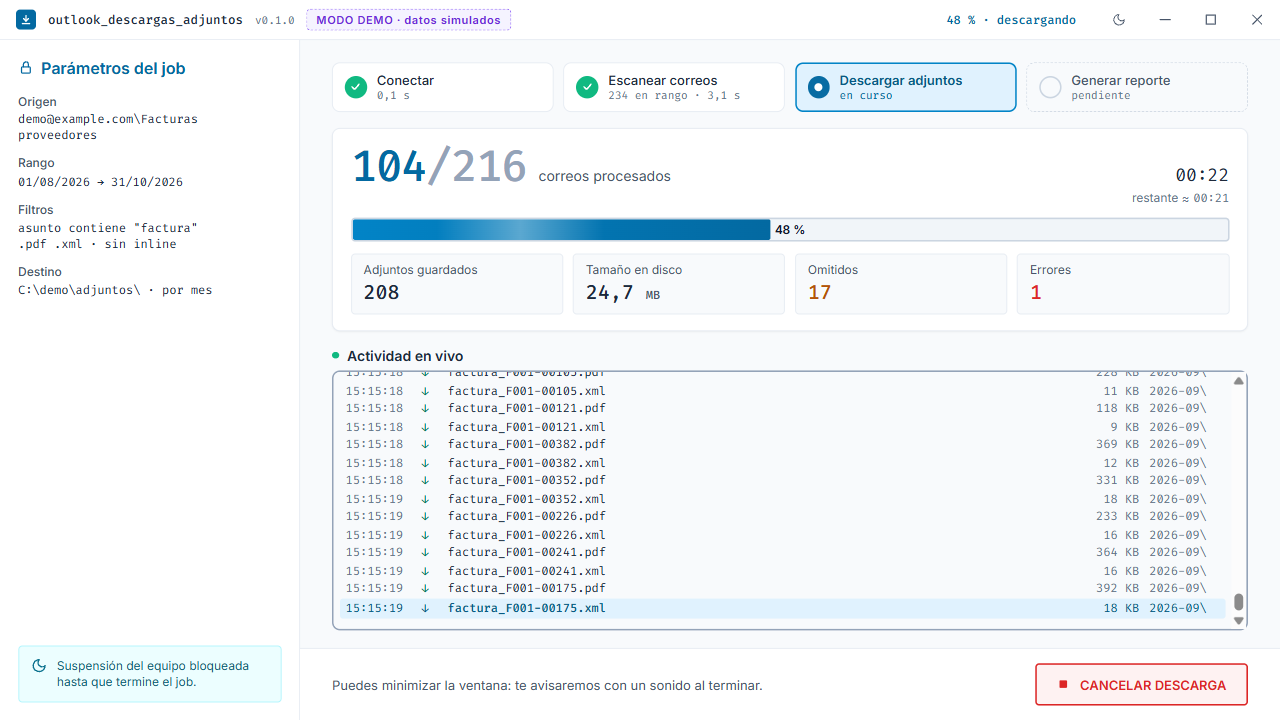 outlook_descargas_adjuntos v0.1.0 MODO DEMO · datos simulados 48 % · descargando
Parámetros del job
Origen
demo@example.com\Facturas
proveedores
Rango
01/08/2026 → 31/10/2026
Filtros
asunto contiene "factura"
.pdf .xml · sin inline
Destino
C:\demo\adjuntos\ · por mes
Suspensión del equipo bloqueada
hasta que termine el job.
Conectar
0,1 s
Escanear correos
234 en rango · 3,1 s
Descargar adjuntos
en curso
Generar reporte
pendiente
104/216 correos procesados
00:22
restante ≈ 00:21
48 %
Adjuntos guardados
208
Tamaño en disco
24,7 MB
Omitidos
17
Errores
1
Actividad en vivo
15:15:18 ↓ factura_F001-00105.pdf 228 KB 2026-09\
15:15:18 ↓ factura_F001-00105.xml 11 KB 2026-09\
15:15:18 ↓ factura_F001-00121.pdf 118 KB 2026-09\
15:15:18 ↓ factura_F001-00121.xml 9 KB 2026-09\
15:15:18 ↓ factura_F001-00382.pdf 369 KB 2026-09\
15:15:18 ↓ factura_F001-00382.xml 12 KB 2026-09\
15:15:18 ↓ factura_F001-00352.pdf 331 KB 2026-09\
15:15:19 ↓ factura_F001-00352.xml 18 KB 2026-09\
15:15:19 ↓ factura_F001-00226.pdf 233 KB 2026-09\
15:15:19 ↓ factura_F001-00226.xml 16 KB 2026-09\
15:15:19 ↓ factura_F001-00241.pdf 364 KB 2026-09\
15:15:19 ↓ factura_F001-00241.xml 16 KB 2026-09\
15:15:19 ↓ factura_F001-00175.pdf 392 KB 2026-09\
15:15:19 ↓ factura_F001-00175.xml 18 KB 2026-09\
Puedes minimizar la ventana: te avisaremos con un sonido al terminar.
CANCELAR DESCARGA